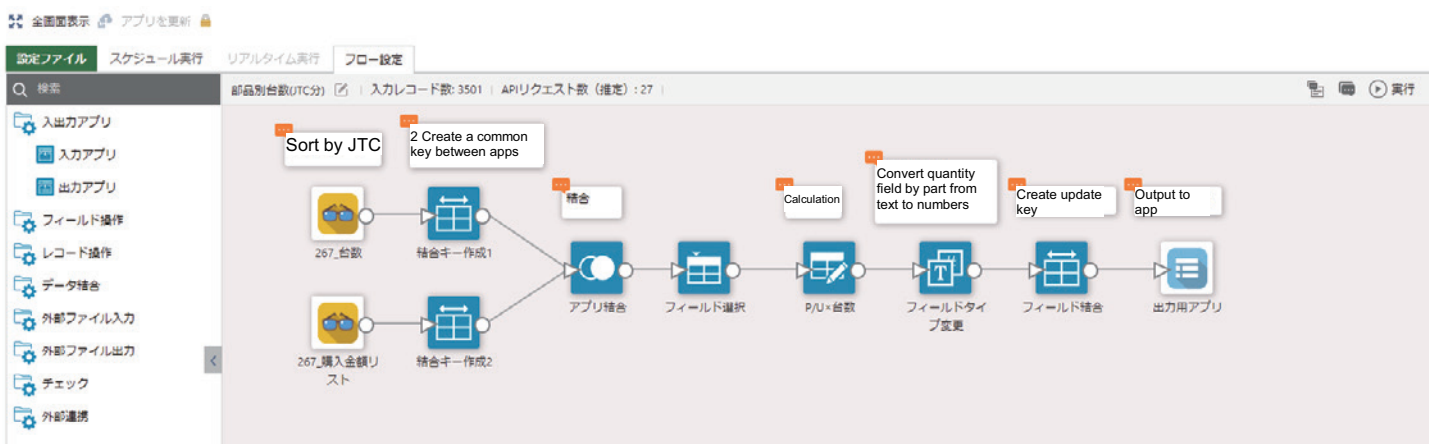 全画面表示 アプリを更新
設定ファイル スケジュール実行 リアルタイム実行 フロー設定
検索
部品別台数(JTC分) | 入力レコード数: 3501 | APIリクエスト数（推定）: 27 |
実行
入出力アプリ
入力アプリ
出力アプリ
フィールド操作
レコード操作
データ結合
外部ファイル入力
外部ファイル出力
チェック
外部連携
Sort by JTC
2 Create a common
key between apps
結合
Calculation
Convert quantity
field by part from
text to numbers
Create update
key
Output to
app
267_台数
結合キー作成1
アプリ結合
フィールド選択
P/U×台数
フィールドタイ
プ変更
フィールド結合
出力用アプリ
267_購入金額リ
スト
結合キー作成2